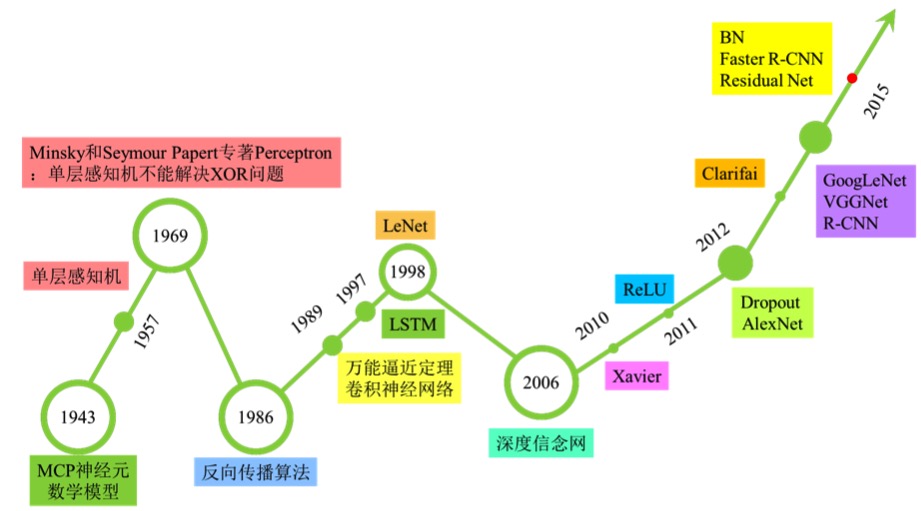 BN
Faster R-CNN
Residual Net
2015
Minsky和Seymour Papert专著Perceptron
：单层感知机不能解决XOR问题
Clarifai
GoogLeNet
VGGNet
R-CNN
1969
LeNet
2012
单层感知机
1998
1957
1989
1997
ReLU
Dropout
AlexNet
LSTM
2010
2011
万能逼近定理
卷积神经网络
Xavier
2006
1943
1986
深度信念网
MCP神经元
数学模型
反向传播算法